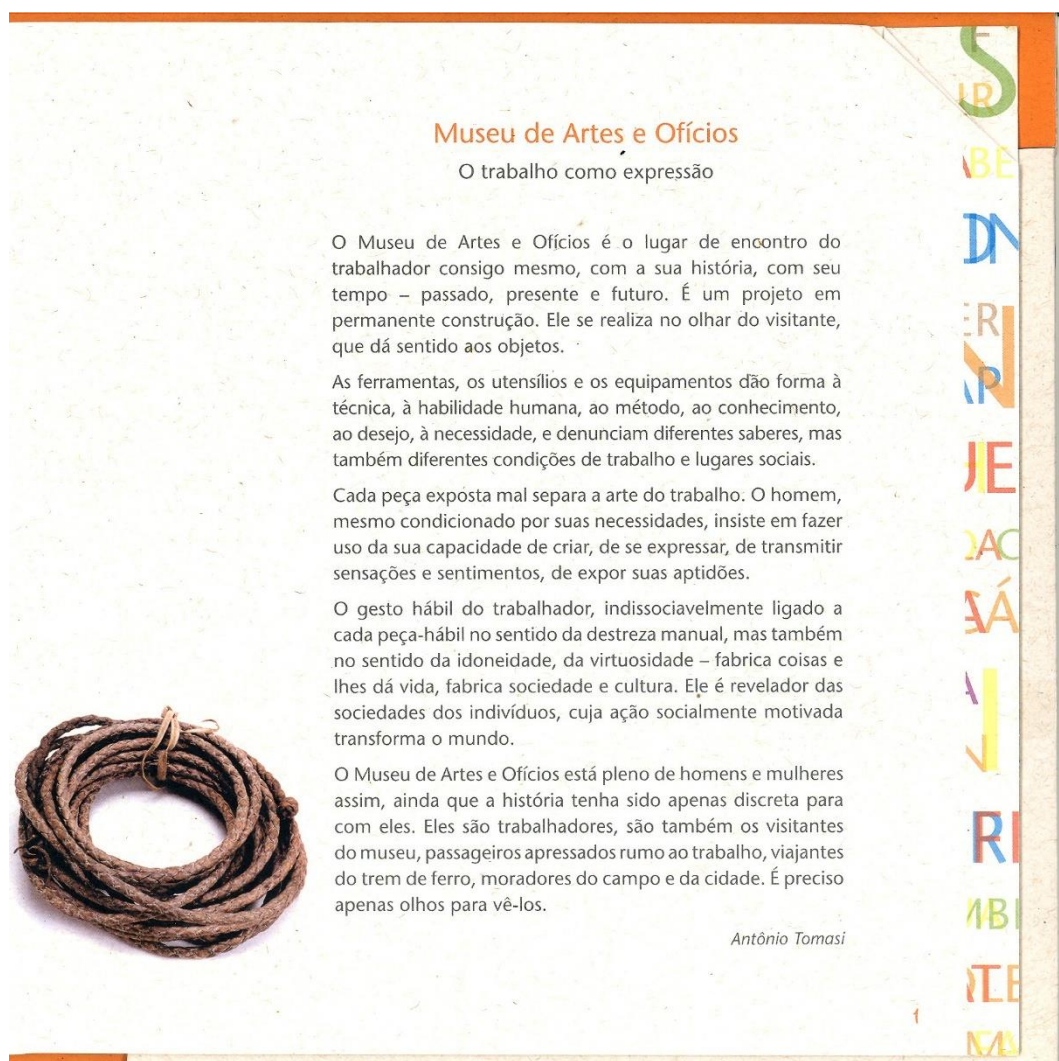 Museu de Artes e Ofícios
O trabalho como expressão
O Museu de Artes e Ofícios é o lugar de encontro do
trabalhador consigo mesmo, com a sua história, com seu
tempo – passado, presente e futuro. É um projeto em
permanente construção. Ele se realiza no olhar do visitante,
que dá sentido aos objetos.
As ferramentas, os utensílios e os equipamentos dão forma à
técnica, à habilidade humana, ao método, ao conhecimento,
ao desejo, à necessidade, e denunciam diferentes saberes, mas
também diferentes condições de trabalho e lugares sociais.
Cada peça exposta mal separa a arte do trabalho. O homem,
mesmo condicionado por suas necessidades, insiste em fazer
uso da sua capacidade de criar, de se expressar, de transmitir
sensações e sentimentos, de expor suas aptidões.
O gesto hábil do trabalhador, indissociavelmente ligado a
cada peça-hábil no sentido da destreza manual, mas também
no sentido da idoneidade, da virtuosidade – fabrica coisas e
lhes dá vida, fabrica sociedade e cultura. Ele é revelador das
sociedades dos indivíduos, cuja ação socialmente motivada
transforma o mundo.
O Museu de Artes e Ofícios está pleno de homens e mulheres
assim, ainda que a história tenha sido apenas discreta para
com eles. Eles são trabalhadores, são também os visitantes
do museu, passageiros apressados rumo ao trabalho, viajantes
do trem de ferro, moradores do campo e da cidade. É preciso
apenas olhos para vê-los.
Antônio Tomasi
1